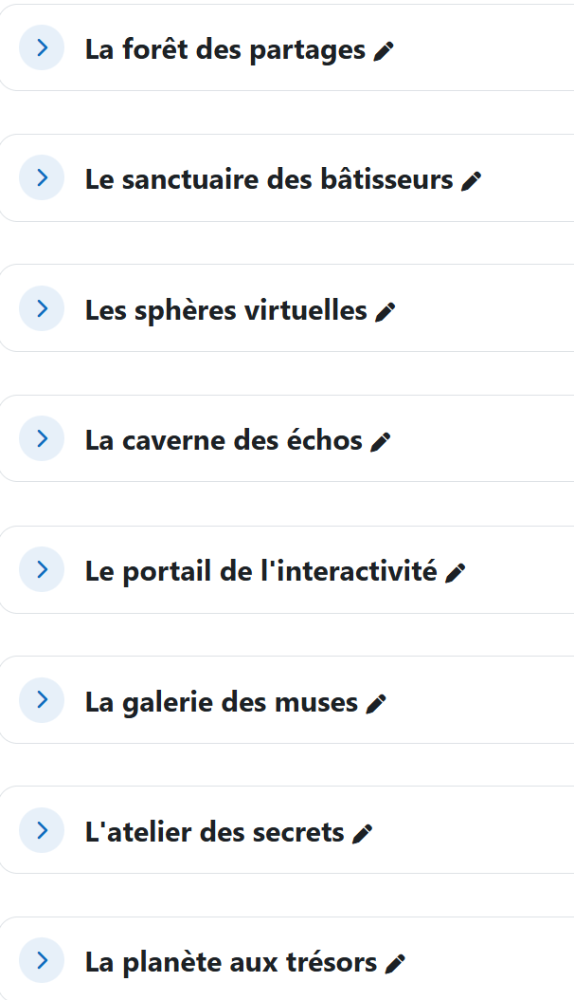 La forêt des partages
Le sanctuaire des bâtisseurs
Les sphères virtuelles
La caverne des échos
Le portail de l'interactivité
La galerie des muses
L'atelier des secrets
La planète aux trésors